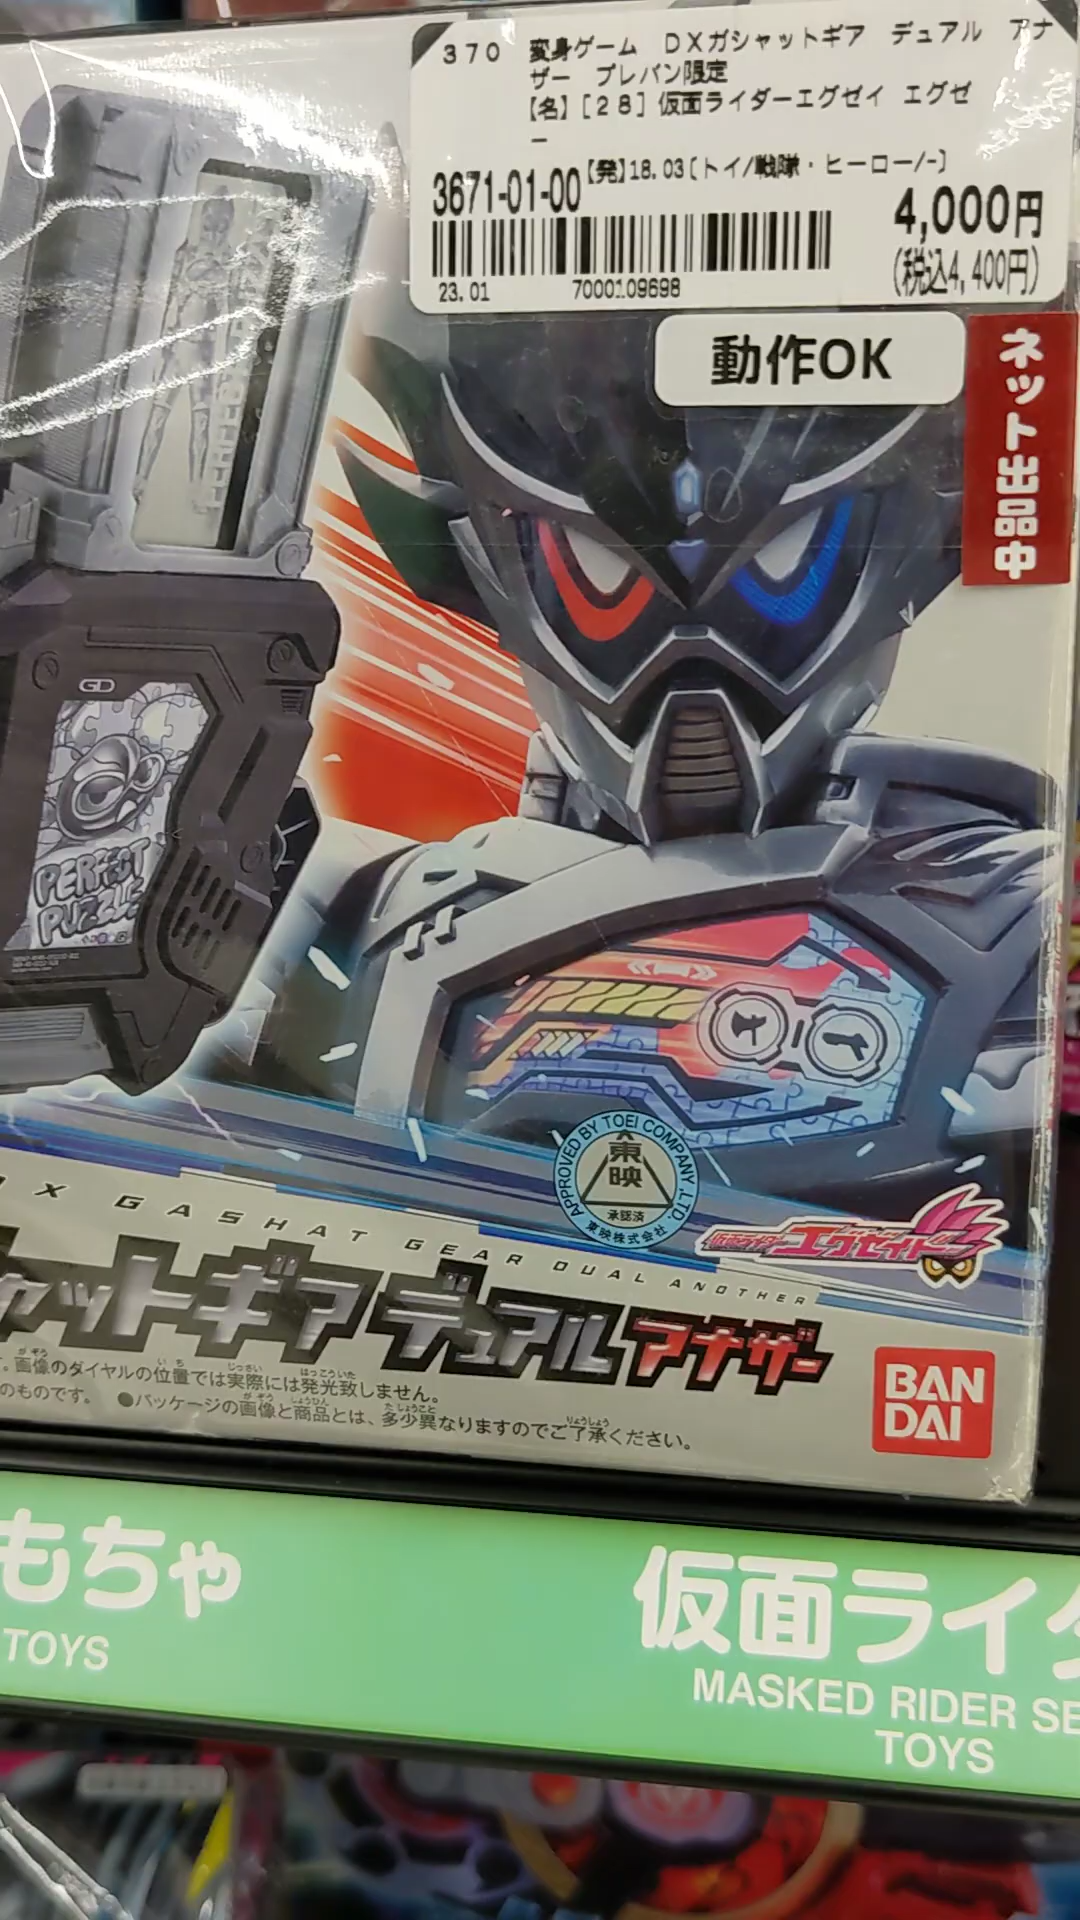 370 変身ゲーム DXガシャットギア デュアル アナ
ザー プレバン限定
【名】[28]仮面ライダーエグゼイ エグゼ
ー
3671-01-00 【発】18.03[トイ/戦隊・ヒーロー/-]
4,000円
(税込4,400円)
23.01 7000109698
動作OK
ネット出品中
GD
PERFECT
PUZZLE
APPROVED BY TOEI COMPANY, LTD.
東映
承認済
東映株式会社
仮面ライダー
エグゼイド
X GASHAT GEAR DUAL ANOTHER
ャットギア デュアル アナザー
。画像のダイヤルの位置では実際には発光致しません。
のものです。 ●パッケージの画像と商品とは、多少異なりますのでご了承ください。
BAN
DAI
もちゃ
TOYS
仮面ライダ
MASKED RIDER SE
TOYS